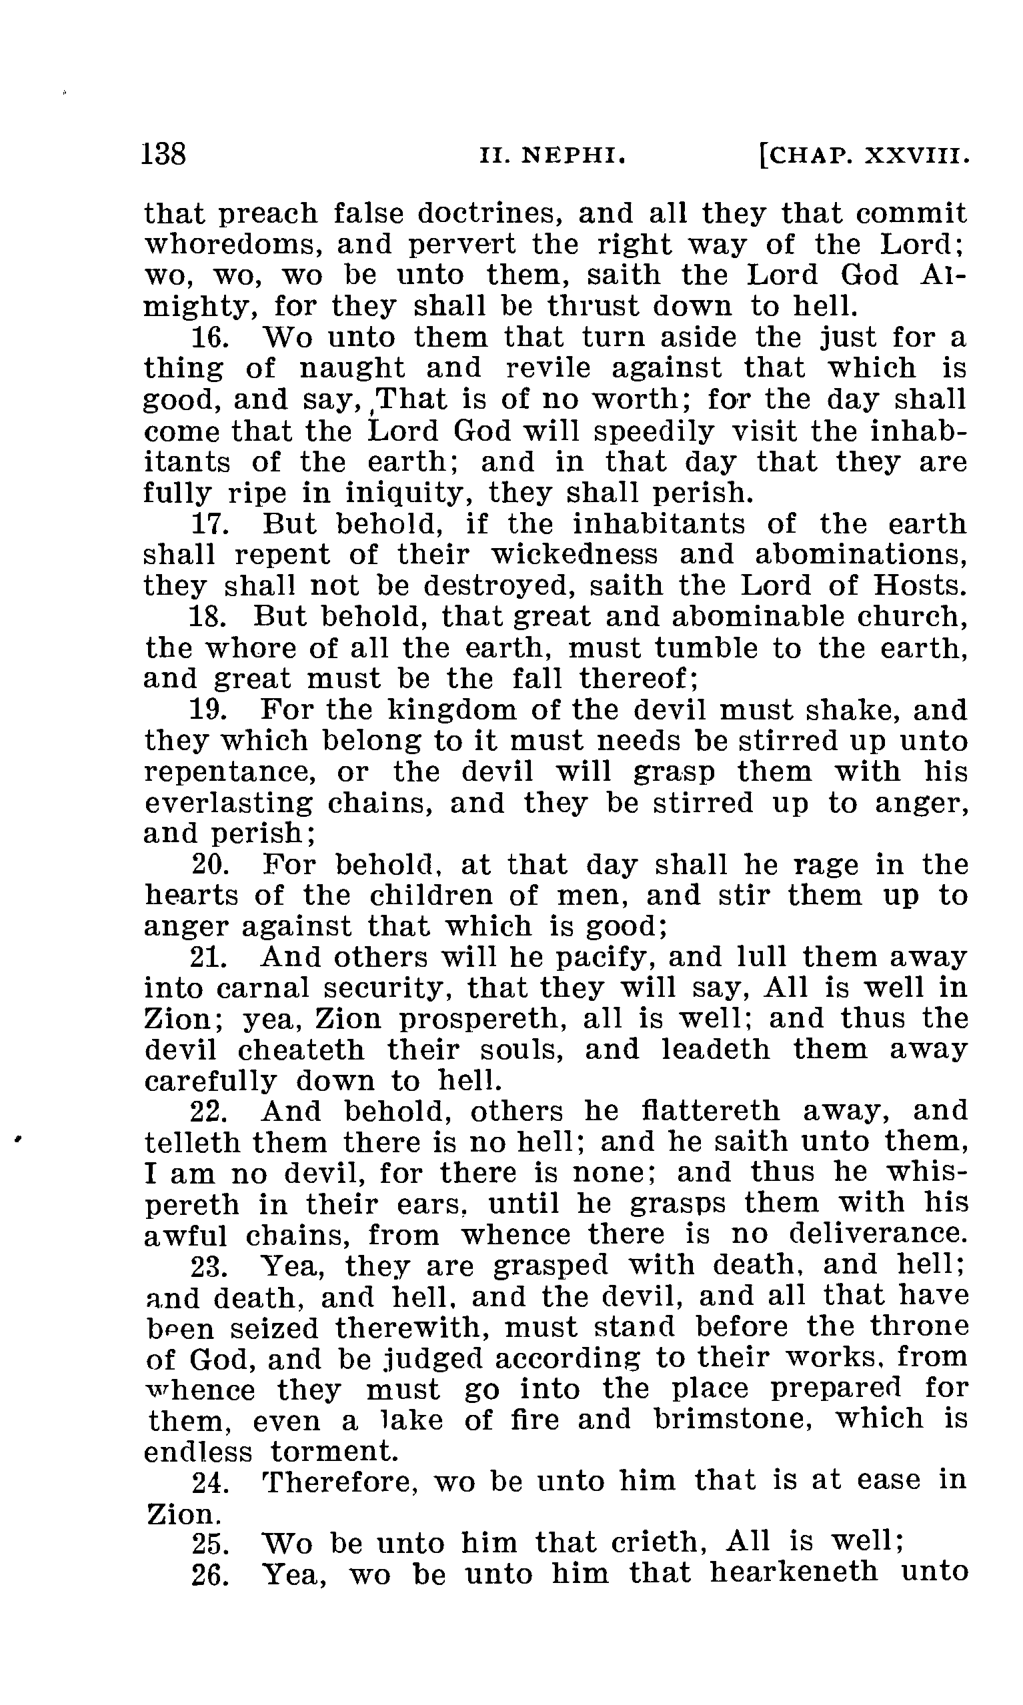 138 II. NEPHI. [CHAP. XXVIII.
that preach false doctrines, and all they that commit
whoredoms, and pervert the right way of the Lord;
wo, wo, wo be unto them, saith the Lord God Al-
mighty, for they shall be thrust down to hell.
16. Wo unto them that turn aside the just for a
thing of naught and revile against that which is
good, and say, That is of no worth; for the day shall
come that the Lord God will speedily visit the inhab-
itants of the earth; and in that day that they are
fully ripe in iniquity, they shall perish.
17. But behold, if the inhabitants of the earth
shall repent of their wickedness and abominations,
they shall not be destroyed, saith the Lord of Hosts.
18. But behold, that great and abominable church,
the whore of all the earth, must tumble to the earth,
and great must be the fall thereof;
19. For the kingdom of the devil must shake, and
they which belong to it must needs be stirred up unto
repentance, or the devil will grasp them with his
everlasting chains, and they be stirred up to anger,
and perish;
20. For behold, at that day shall he rage in the
hearts of the children of men, and stir them up to
anger against that which is good;
21. And others will he pacify, and lull them away
into carnal security, that they will say, All is well in
Zion; yea, Zion prospereth, all is well; and thus the
devil cheateth their souls, and leadeth them away
carefully down to hell.
22. And behold, others he flattereth away, and
telleth them there is no hell; and he saith unto them,
I am no devil, for there is none; and thus he whis-
pereth in their ears, until he grasps them with his
awful chains, from whence there is no deliverance.
23. Yea, they are grasped with death, and hell;
and death, and hell, and the devil, and all that have
been seized therewith, must stand before the throne
of God, and be judged according to their works, from
whence they must go into the place prepared for
them, even a lake of fire and brimstone, which is
endless torment.
24. Therefore, wo be unto him that is at ease in
Zion.
25. Wo be unto him that crieth, All is well;
26. Yea, wo be unto him that hearkeneth unto